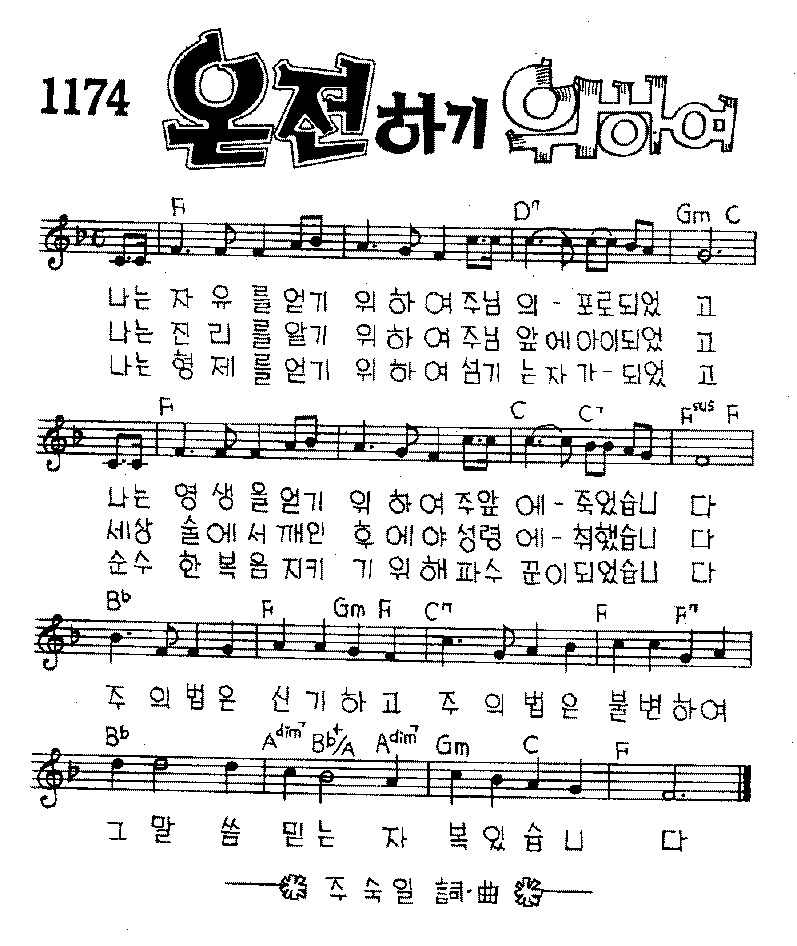 1174 온전하기 위하여
F D7 Gm C
나는 자 유 를 얻기 위 하 여 주님 의 - 포로되었 고
나는 진 리 를 알기 위 하 여 주님 앞에아이되었 고
나는 형 제 를 얻기 위 하 여 섬기 는자 가 - 되었 고
F C C7 Fsus F
나는 영 생 을 얻기 위 하 여 주앞 에 - 죽었습니 다
세상 술에서 깨인 후 에 야 성령 에 - 취했습니 다
순수 한 복 음 지키 기 위 해 파수 꾼이되었습니 다
Bb F Gm F C7 F F7
주 의 법 은 신 기 하 고 주 의 법 은 불 변 하 여
Bb Adim7 Bb+/A Adim7 Gm C F
그 말 씀 믿 는 자 복 있 습 니 다
주 숙 일 詞·曲